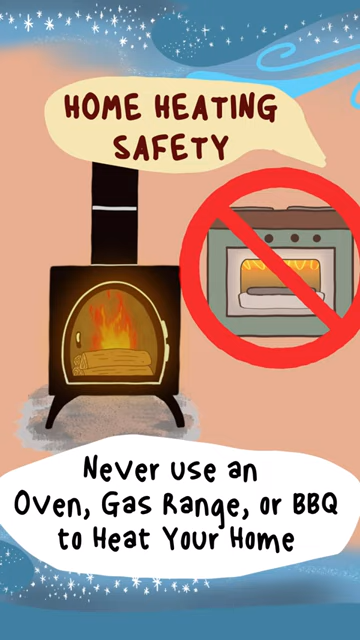 HOME HEATING
SAFETY
Never use an
Oven, Gas Range, or BBQ
to Heat Your Home